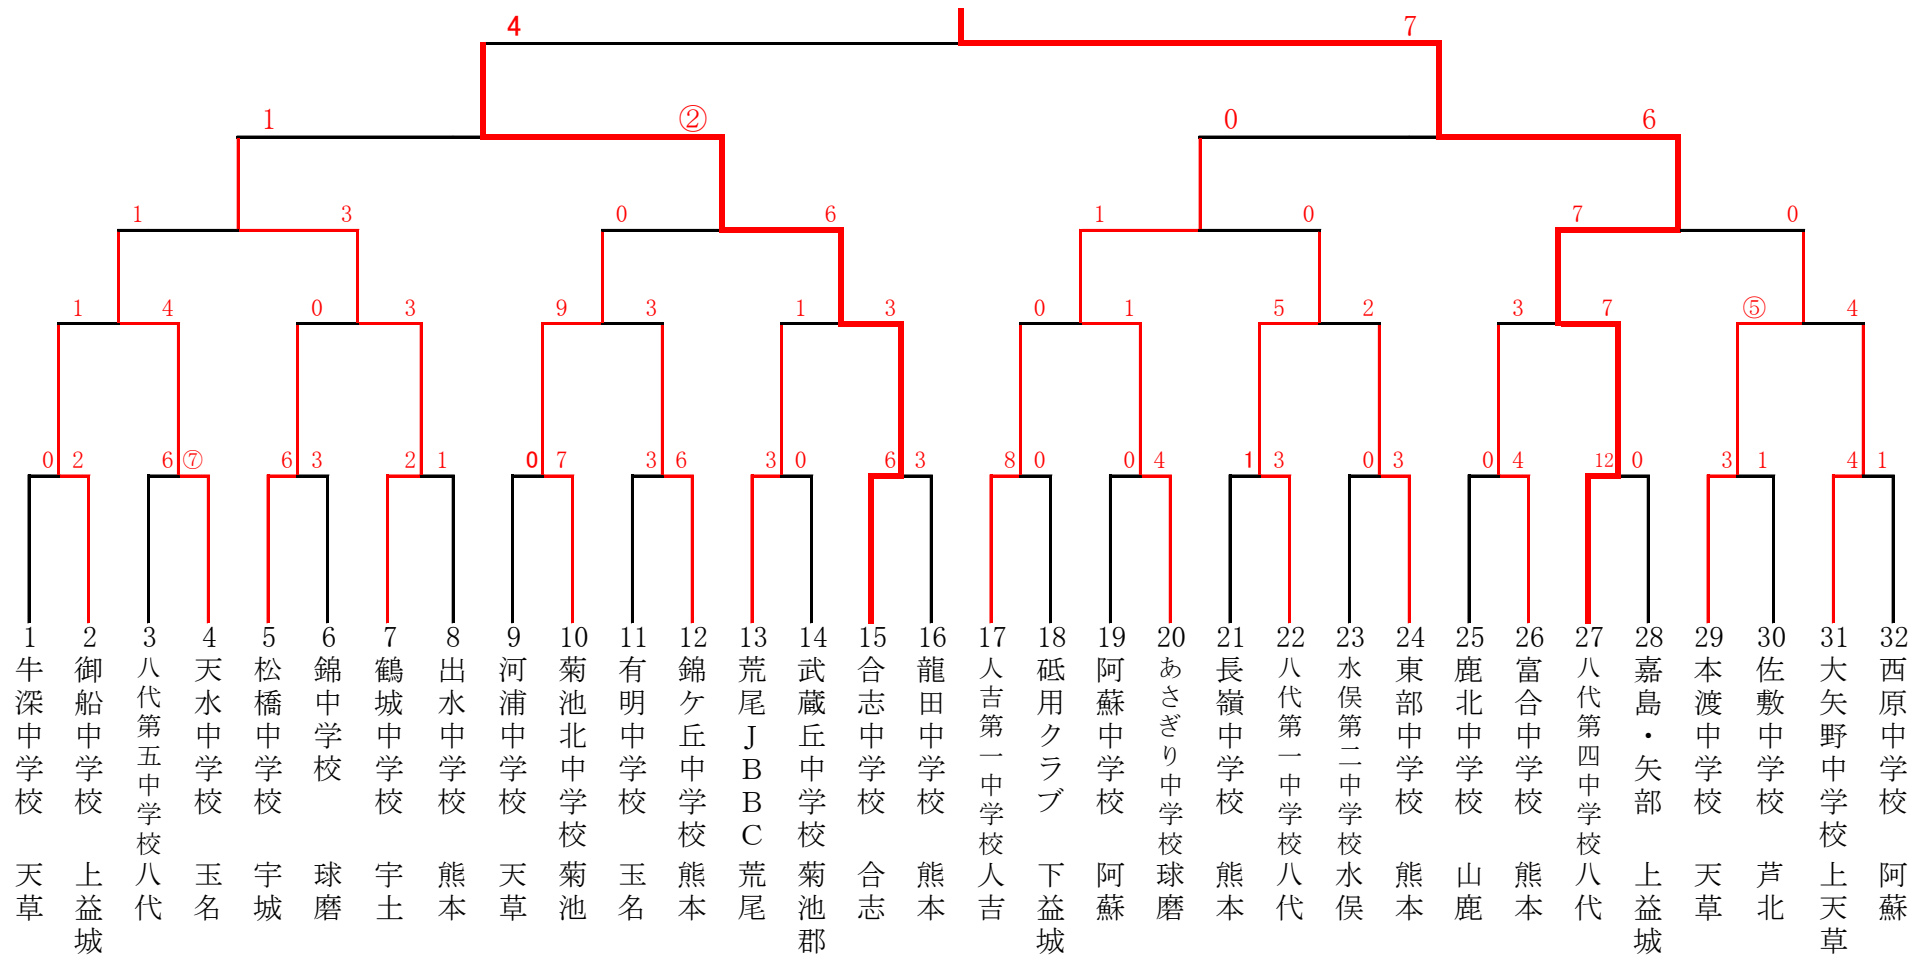 4 7
1 ② 0 6
1 3 0 6 1 0 7 0
1 4 0 3 9 3 1 3 0 1 5 2 3 7 ⑤ 4
0 2 6 ⑦ 6 3 2 1 0 7 3 6 3 0 6 3 8 0 0 4 1 3 0 3 0 4 12 0 3 1 4 1
1 牛深中学校 天草
2 御船中学校 上益城
3 八代第五中学校 八代
4 天水中学校 玉名
5 松橋中学校 宇城
6 錦中学校 球磨
7 鶴城中学校 宇土
8 出水中学校 熊本
9 河浦中学校 天草
10 菊池北中学校 菊池
11 有明中学校 玉名
12 錦ケ丘中学校 熊本
13 荒尾JBBC 荒尾
14 武蔵丘中学校 菊池郡
15 合志中学校 合志
16 龍田中学校 熊本
17 人吉第一中学校 人吉
18 砥用クラブ 下益城
19 阿蘇中学校 阿蘇
20 あさぎり中学校 球磨
21 長嶺中学校 熊本
22 八代第一中学校 八代
23 水俣第二中学校 水俣
24 東部中学校 熊本
25 鹿北中学校 山鹿
26 富合中学校 熊本
27 八代第四中学校 八代
28 嘉島・矢部 上益城
29 本渡中学校 天草
30 佐敷中学校 芦北
31 大矢野中学校 上天草
32 西原中学校 阿蘇